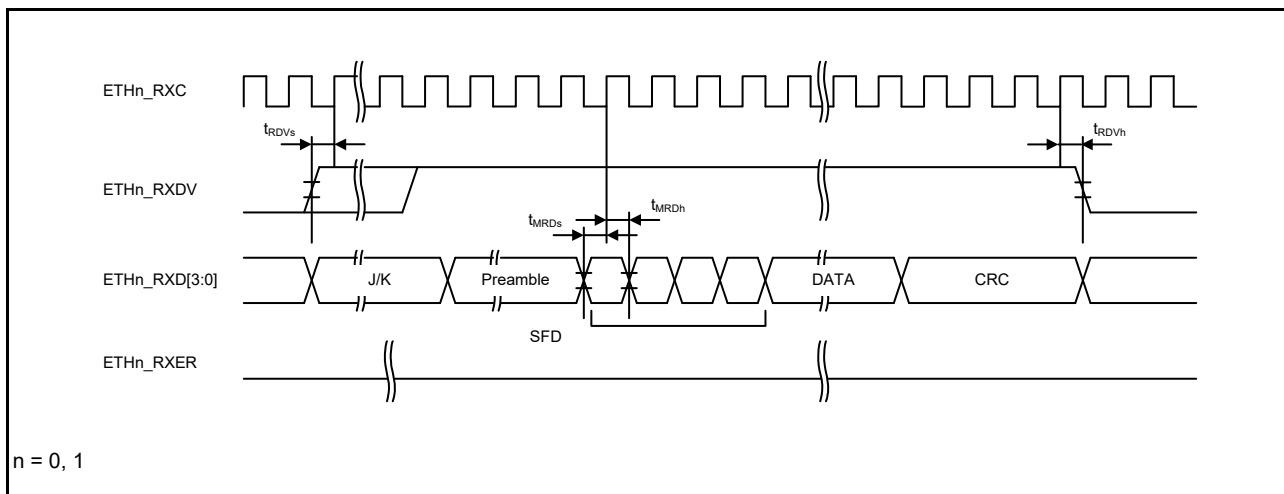 ETHn_RXC
tRDVs
tRDVh
ETHn_RXDV
tMRDs
tMRDh
ETHn_RXD[3:0]
J/K
Preamble
DATA
CRC
SFD
ETHn_RXER
n = 0, 1